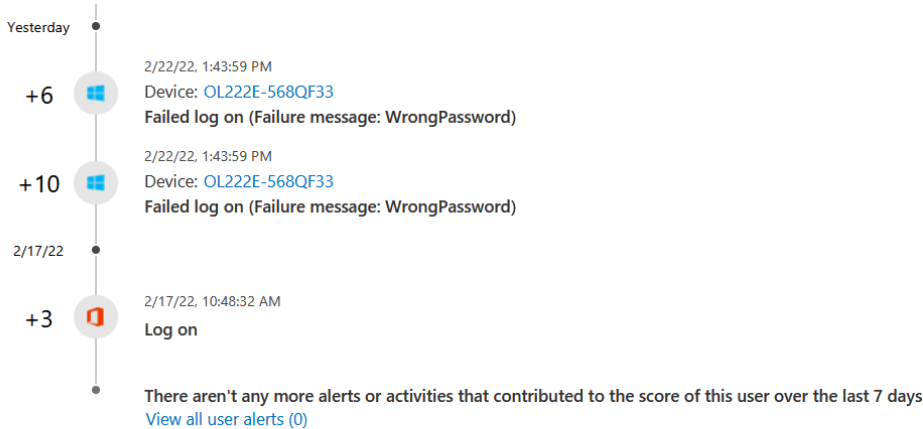 Yesterday
2/22/22, 1:43:59 PM
+6
Device: OL222E-568QF33
Failed log on (Failure message: WrongPassword)
2/22/22, 1:43:59 PM
+10
Device: OL222E-568QF33
Failed log on (Failure message: WrongPassword)
2/17/22
2/17/22, 10:48:32 AM
+3
Log on
There aren't any more alerts or activities that contributed to the score of this user over the last 7 days
View all user alerts (0)